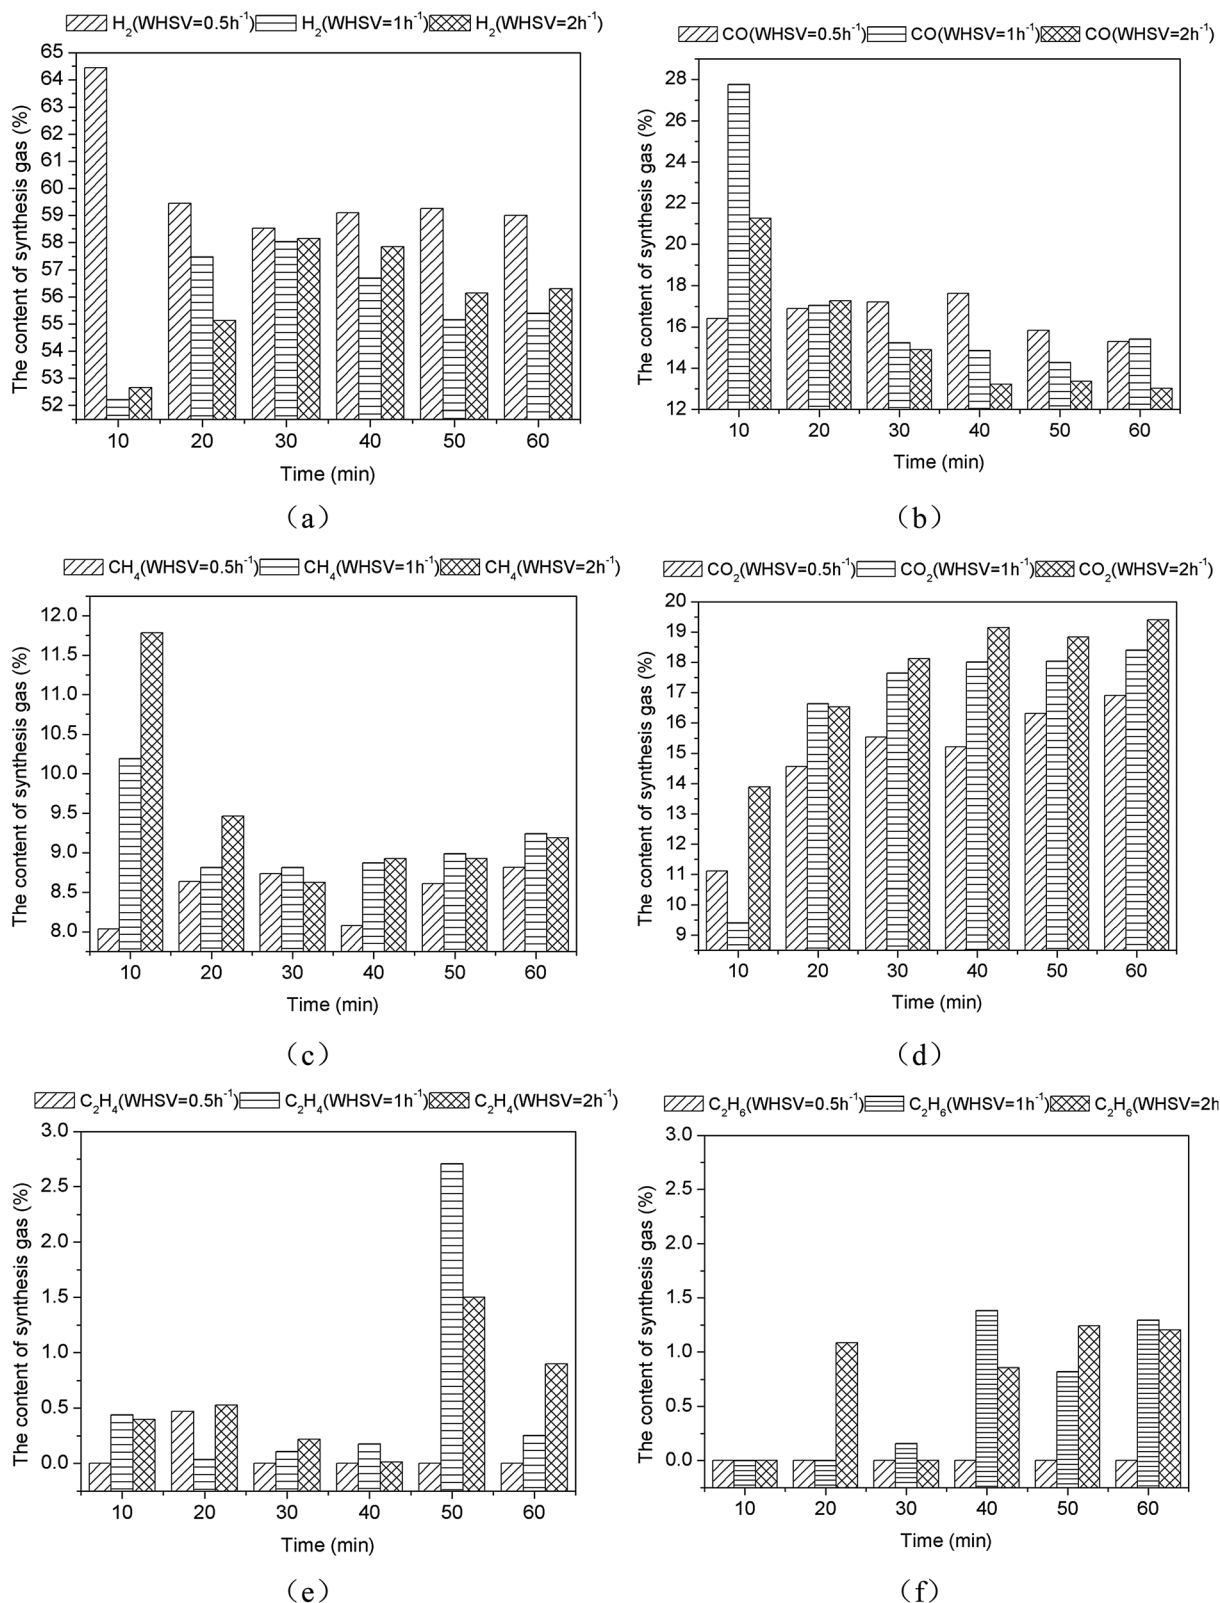 H2(WHSV=0.5h-1) H2(WHSV=1h-1) H2(WHSV=2h-1)
The content of synthesis gas (%)
65
64
63
62
61
60
59
58
57
56
55
54
53
52
10 20 30 40 50 60
Time (min)
(a)
CO(WHSV=0.5h-1) CO(WHSV=1h-1) CO(WHSV=2h-1)
The content of synthesis gas (%)
28
26
24
22
20
18
16
14
12
10 20 30 40 50 60
Time (min)
(b)
CH4(WHSV=0.5h-1) CH4(WHSV=1h-1) CH4(WHSV=2h-1)
The content of synthesis gas (%)
12.0
11.5
11.0
10.5
10.0
9.5
9.0
8.5
8.0
10 20 30 40 50 60
Time (min)
(c)
CO2(WHSV=0.5h-1) CO2(WHSV=1h-1) CO2(WHSV=2h-1)
The content of synthesis gas (%)
20
19
18
17
16
15
14
13
12
11
10
9
10 20 30 40 50 60
Time (min)
(d)
C2H4(WHSV=0.5h-1) C2H4(WHSV=1h-1) C2H4(WHSV=2h-1)
The content of synthesis gas (%)
3.0
2.5
2.0
1.5
1.0
0.5
0.0
10 20 30 40 50 60
Time (min)
(e)
C2H6(WHSV=0.5h-1) C2H6(WHSV=1h-1) C2H6(WHSV=2h
The content of synthesis gas (%)
3.0
2.5
2.0
1.5
1.0
0.5
0.0
10 20 30 40 50 60
Time (min)
(f)